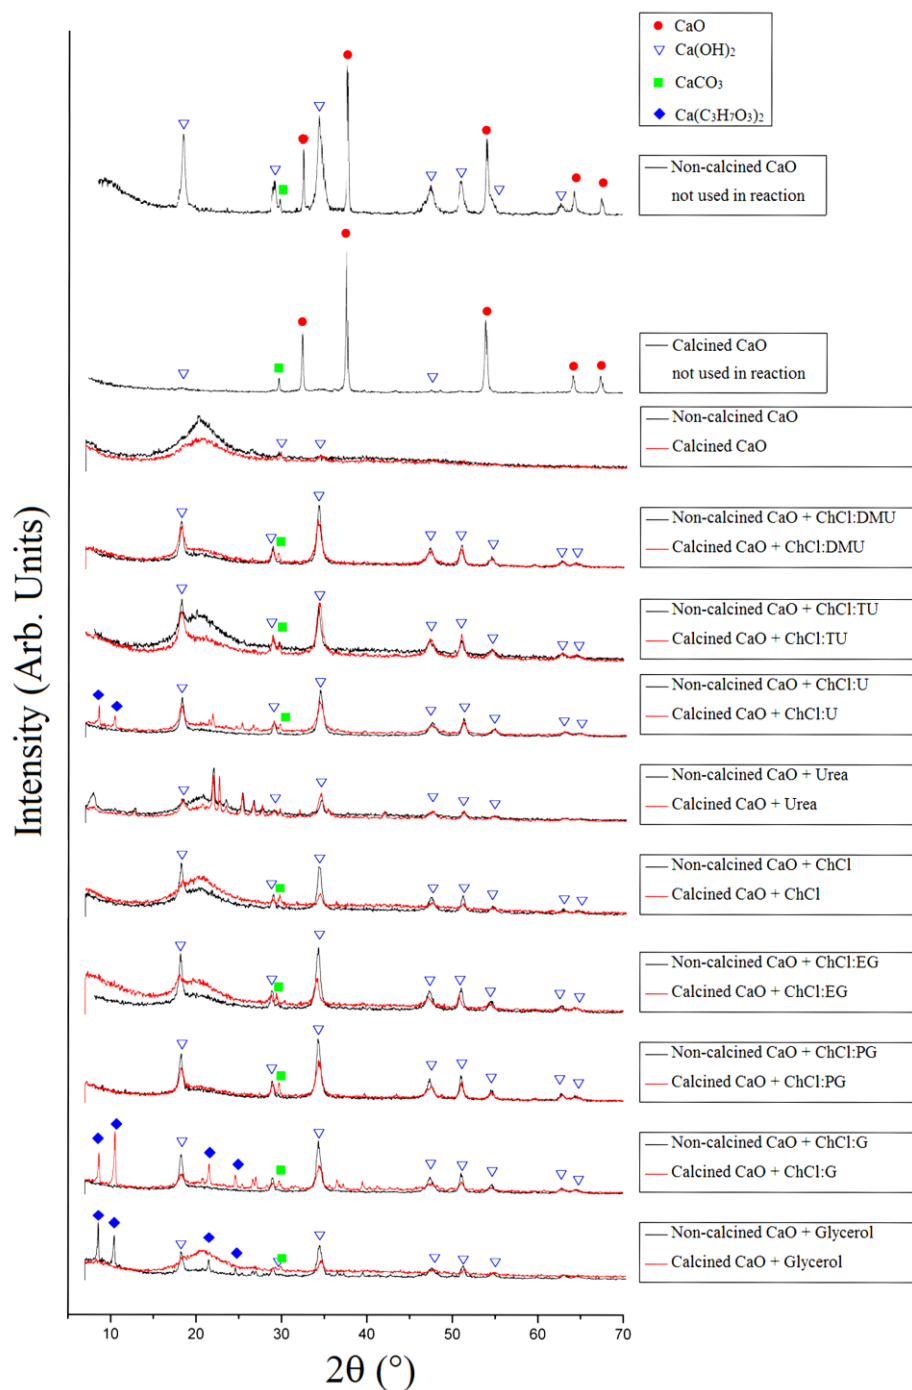 CaO
Ca(OH)₂
CaCO₃
Ca(C₃H₇O₃)₂
Non-calcined CaO
not used in reaction
Calcined CaO
not used in reaction
Non-calcined CaO
Calcined CaO
Non-calcined CaO + ChCl:DMU
Calcined CaO + ChCl:DMU
Non-calcined CaO + ChCl:TU
Calcined CaO + ChCl:TU
Non-calcined CaO + ChCl:U
Calcined CaO + ChCl:U
Non-calcined CaO + Urea
Calcined CaO + Urea
Non-calcined CaO + ChCl
Calcined CaO + ChCl
Non-calcined CaO + ChCl:EG
Calcined CaO + ChCl:EG
Non-calcined CaO + ChCl:PG
Calcined CaO + ChCl:PG
Non-calcined CaO + ChCl:G
Calcined CaO + ChCl:G
Non-calcined CaO + Glycerol
Calcined CaO + Glycerol
Intensity (Arb. Units)
10 20 30 40 50 60 70
2θ (°)